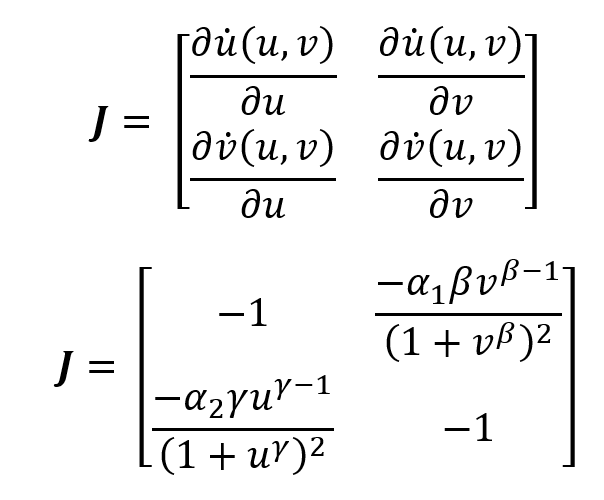 J = [ ∂u̇(u, v)/∂u  ∂u̇(u, v)/∂v
∂v̇(u, v)/∂u  ∂v̇(u, v)/∂v ]
J = [ −1  −α₁βv^(β−1)/(1 + v^β)²
−α₂γu^(γ−1)/(1 + u^γ)²  −1 ]